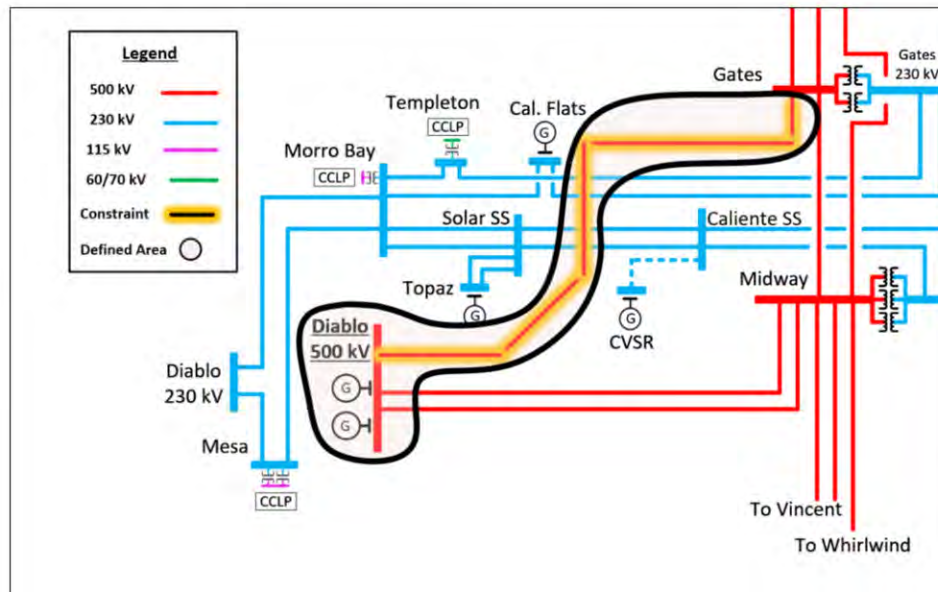 Legend
500 kV
230 kV
115 kV
60/70 kV
Constraint
Defined Area
Gates
Gates
230 kV
Templeton
CCLP
Cal. Flats
G
Morro Bay
CCLP
Solar SS
Caliente SS
Topaz
G
Midway
CVSR
G
Diablo
500 kV
G
G
Diablo
230 kV
Mesa
CCLP
To Vincent
To Whirlwind